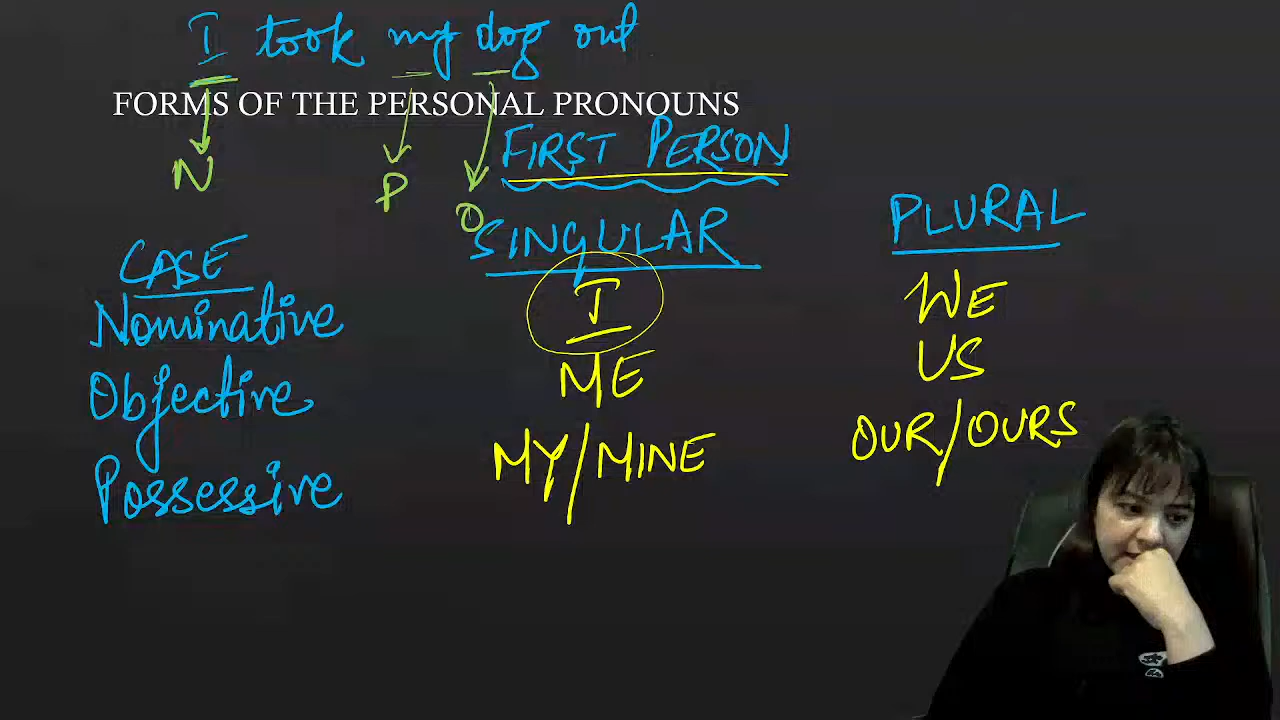 I took my dog out
FORMS OF THE PERSONAL PRONOUNS
N P O
FIRST PERSON
CASE SINGULAR PLURAL
Nominative I WE
Objective ME US
Possessive MY/MINE OUR/OURS